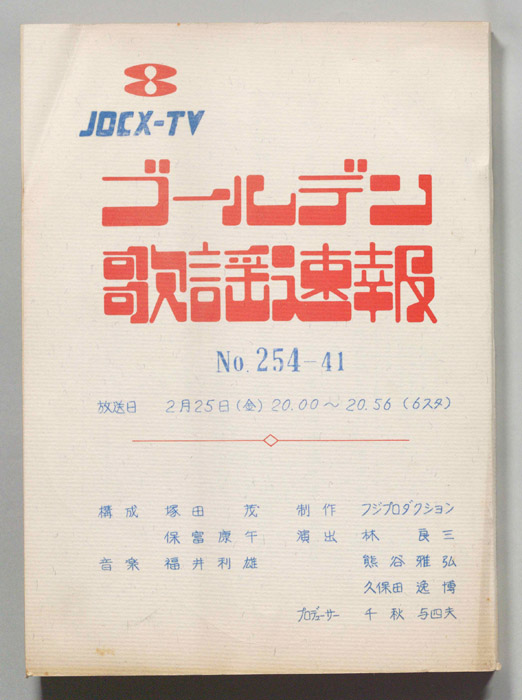 8
JOCX-TV
ゴールデン
歌謡速報
No. 254-41
放送日 2月25日(金) 20.00～20.56 (6スタ)
構成 塚田 茂 制作 フジプロダクション
保富康午 演出 林 良三
音楽 福井利雄 熊谷雅弘
久保田逸博
プロデューサー 千秋与四夫